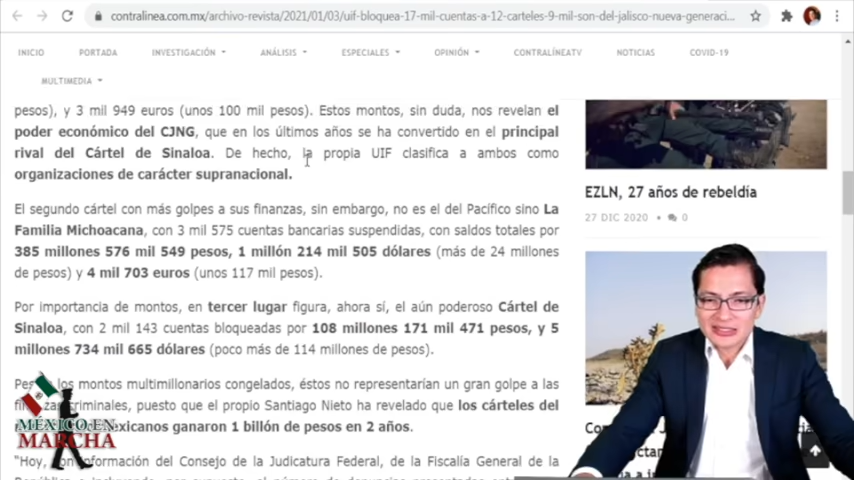 contralinea.com.mx/archivo-revista/2021/01/03/uif-bloquea-17-mil-cuentas-a-12-carteles-9-mil-son-del-jalisco-nueva-generaci...
INICIO PORTADA INVESTIGACIÓN ANÁLISIS ESPECIALES OPINIÓN CONTRALÍNEATV NOTICIAS COVID-19
MULTIMEDIA
pesos), y 3 mil 949 euros (unos 100 mil pesos). Estos montos, sin duda, nos revelan el
poder económico del CJNG, que en los últimos años se ha convertido en el principal
rival del Cártel de Sinaloa. De hecho, la propia UIF clasifica a ambos como
organizaciones de carácter supranacional.
El segundo cártel con más golpes a sus finanzas, sin embargo, no es el del Pacífico sino La
Familia Michoacana, con 3 mil 575 cuentas bancarias suspendidas, con saldos totales por
385 millones 576 mil 549 pesos, 1 millón 214 mil 505 dólares (más de 24 millones
de pesos) y 4 mil 703 euros (unos 117 mil pesos).
Por importancia de montos, en tercer lugar figura, ahora sí, el aún poderoso Cártel de
Sinaloa, con 2 mil 143 cuentas bloqueadas por 108 millones 171 mil 471 pesos, y 5
millones 734 mil 665 dólares (poco más de 114 millones de pesos).
los montos multimillonarios congelados, éstos no representarían un gran golpe a las
criminales, puesto que el propio Santiago Nieto ha revelado que los cárteles del
mexicanos ganaron 1 billón de pesos en 2 años.
"Hoy, con información del Consejo de la Judicatura Federal, de la Fiscalía General de la
EZLN, 27 años de rebeldía
27 DIC 2020 • 0
MÉXICO EN
MARCHA